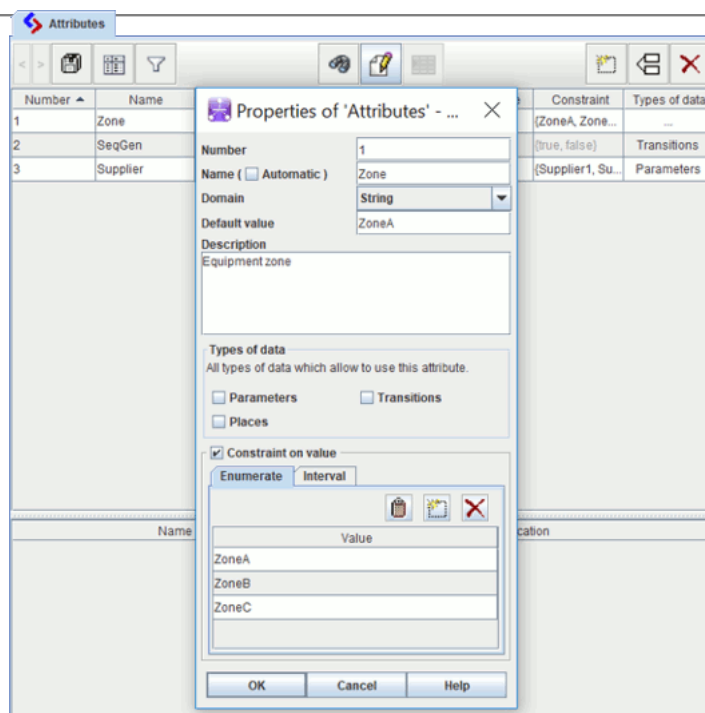 Attributes
Number Name Constraint Types of data
1 Zone {ZoneA, Zone... ...
2 SeqGen {true, false} Transitions
3 Supplier {Supplier1, Su... Parameters
Properties of 'Attributes' - ...
Number 1
Name ( Automatic ) Zone
Domain String
Default value ZoneA
Description
Equipment zone
Types of data
All types of data which allow to use this attribute.
Parameters Transitions
Places
Constraint on value
Enumerate Interval
Value
ZoneA
ZoneB
ZoneC
Name
OK Cancel Help